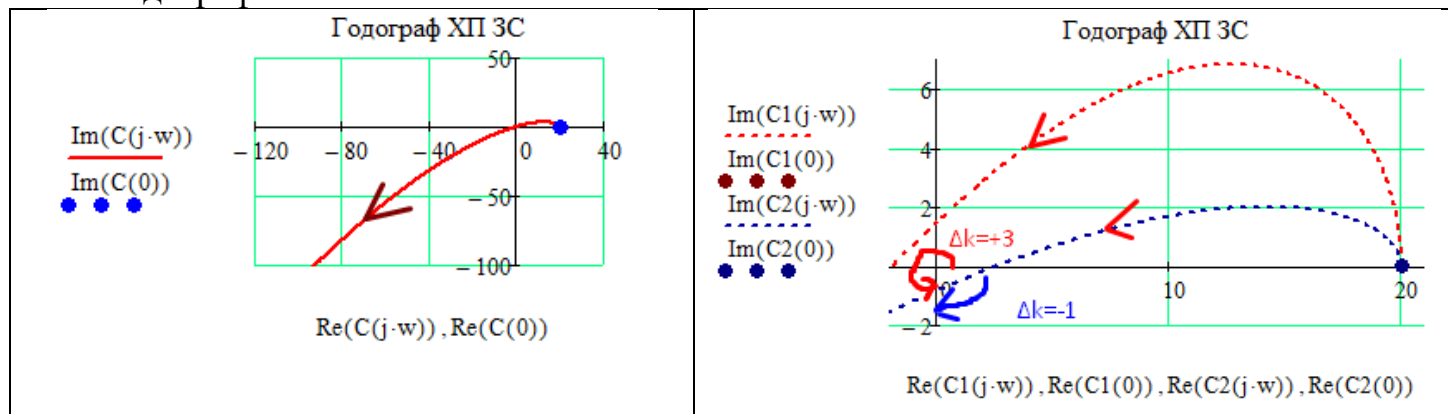 Годограф ХП ЗС
Im(C(j·w))
Im(C(0))
50
−120
−80
−40
0
20
40
−50
−100
Re(C(j·w)) ,Re(C(0))
Годограф ХП ЗС
Im(C1(j·w))
Im(C1(0))
Im(C2(j·w))
Im(C2(0))
6
4
2
Δk=+3
0
10
20
Δk=-1
−2
Re(C1(j·w)) ,Re(C1(0)) ,Re(C2(j·w)) ,Re(C2(0))